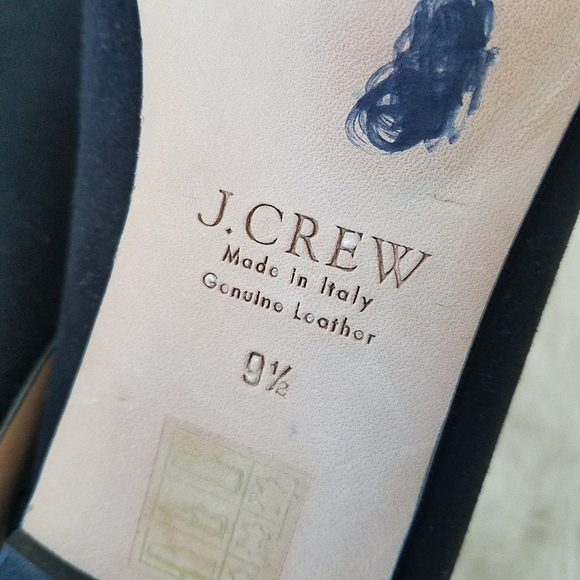 J.CREW
Made in Italy
Genuine Leather
9½